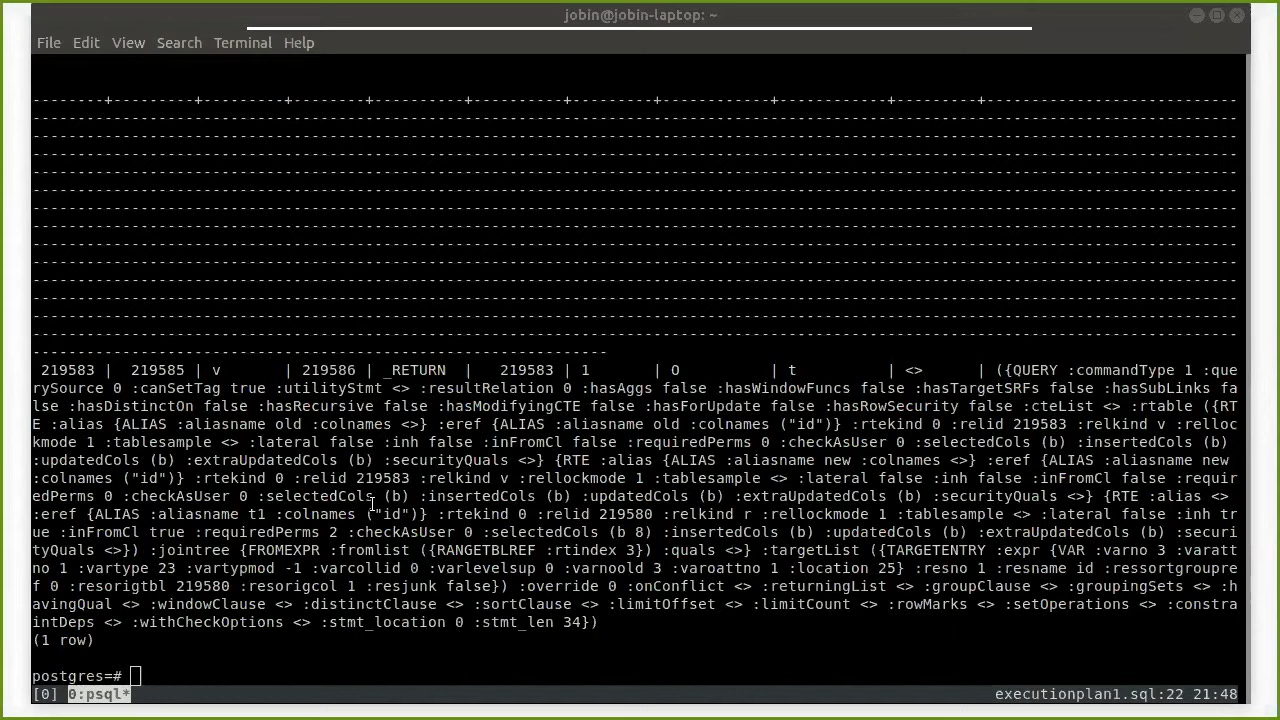 jobin@jobin-laptop: ~
File Edit View Search Terminal Help
--------+---------+---------+--------+----------+----------+---------+------------+------------+---------+----------------------------
--------------------------------------------------------------------------------------------------------------------------------------
--------------------------------------------------------------------------------------------------------------------------------------
--------------------------------------------------------------------------------------------------------------------------------------
--------------------------------------------------------------------------------------------------------------------------------------
--------------------------------------------------------------------------------------------------------------------------------------
--------------------------------------------------------------------------------------------------------------------------------------
--------------------------------------------------------------------------------------------------------------------------------------
--------------------------------------------------------------------------------------------------------------------------------------
--------------------------------------------------------------------------------------------------------------------------------------
--------------------------------------------------------------------------------------------------------------------------------------
--------------------------------------------------------------------------------------------------------------------------------------
--------------------------------------------------------------------------------------------------------------------------------------
--------------------------------------------------------------------------------------------------------------------------------------
----------------------------------------------------------------
 219583 |  219585 | v       | 219586 | _RETURN  |   219583 | 1       | O          | t          | <>      | ({QUERY :commandType 1 :que
rySource 0 :canSetTag true :utilityStmt <> :resultRelation 0 :hasAggs false :hasWindowFuncs false :hasTargetSRFs false :hasSubLinks fa
lse :hasDistinctOn false :hasRecursive false :hasModifyingCTE false :hasForUpdate false :hasRowSecurity false :cteList <> :rtable ({RT
E :alias {ALIAS :aliasname old :colnames <>} :eref {ALIAS :aliasname old :colnames ("id")} :rtekind 0 :relid 219583 :relkind v :relloc
kmode 1 :tablesample <> :lateral false :inh false :inFromCl false :requiredPerms 0 :checkAsUser 0 :selectedCols (b) :insertedCols (b)
:updatedCols (b) :extraUpdatedCols (b) :securityQuals <>} {RTE :alias {ALIAS :aliasname new :colnames <>} :eref {ALIAS :aliasname new
:colnames ("id")} :rtekind 0 :relid 219583 :relkind v :rellockmode 1 :tablesample <> :lateral false :inh false :inFromCl false :requir
edPerms 0 :checkAsUser 0 :selectedCols (b) :insertedCols (b) :updatedCols (b) :extraUpdatedCols (b) :securityQuals <>} {RTE :alias <>
:eref {ALIAS :aliasname t1 :colnames ("id")} :rtekind 0 :relid 219580 :relkind r :rellockmode 1 :tablesample <> :lateral false :inh tr
ue :inFromCl true :requiredPerms 2 :checkAsUser 0 :selectedCols (b 8) :insertedCols (b) :updatedCols (b) :extraUpdatedCols (b) :securi
tyQuals <>}) :jointree {FROMEXPR :fromlist ({RANGETBLREF :rtindex 3}) :quals <>} :targetList ({TARGETENTRY :expr {VAR :varno 3 :varatt
no 1 :vartype 23 :vartypmod -1 :varcollid 0 :varlevelsup 0 :varnoold 3 :varoattno 1 :location 25} :resno 1 :resname id :ressortgroupre
f 0 :resorigtbl 219580 :resorigcol 1 :resjunk false}) :override 0 :onConflict <> :returningList <> :groupClause <> :groupingSets <> :h
avingQual <> :windowClause <> :distinctClause <> :sortClause <> :limitOffset <> :limitCount <> :rowMarks <> :setOperations <> :constra
intDeps <> :withCheckOptions <> :stmt_location 0 :stmt_len 34})
(1 row)
postgres=#
[0] 0:psql* executionplan1.sql:22 21:48